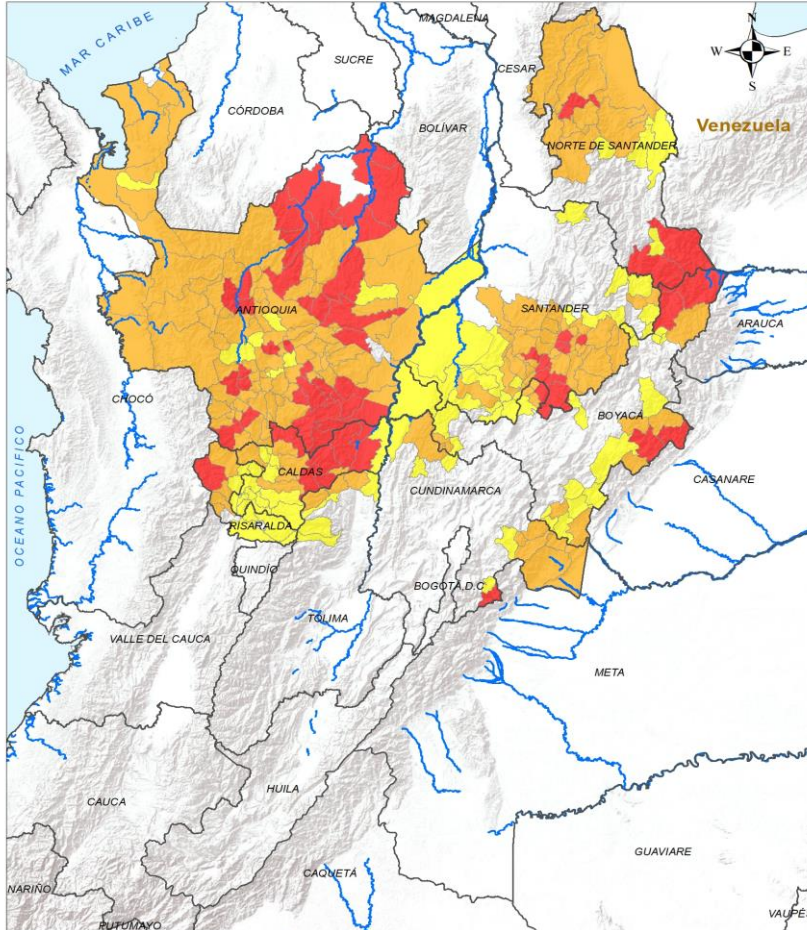 MAGDALENA
N
W E
S
MAR CARIBE
SUCRE
CESAR
CÓRDOBA
BOLÍVAR
Venezuela
NORTE DE SANTANDER
ANTIOQUIA
SANTANDER
ARAUCA
CHOCÓ
BOYACÁ
OCEANO PACIFICO
CALDAS
CUNDINAMARCA
CASANARE
RISARALDA
QUINDÍO
BOGOTÁ, D.C
TOLIMA
VALLE DEL CAUCA
META
HUILA
CAUCA
GUAVIARE
CAQUETÁ
NARIÑO
PUTUMAYO
VAUPÉS